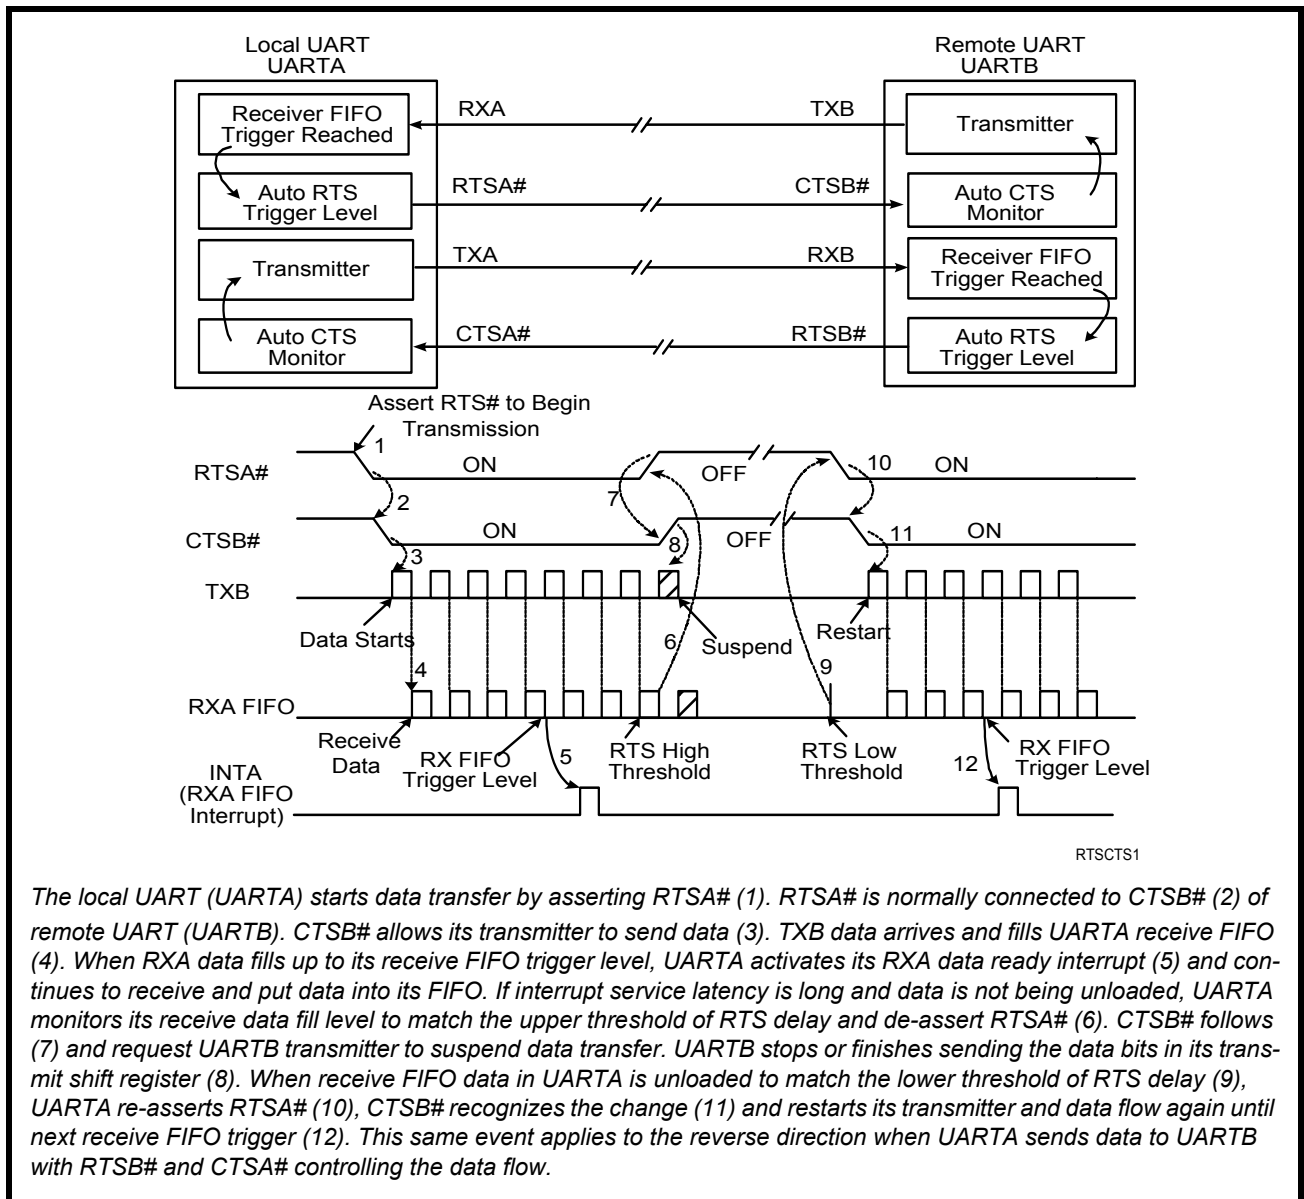 Local UART
UARTA
Remote UART
UARTB
Receiver FIFO
Trigger Reached
RXA
TXB
Transmitter
Auto RTS
Trigger Level
RTSA#
CTSB#
Auto CTS
Monitor
Transmitter
TXA
RXB
Receiver FIFO
Trigger Reached
Auto CTS
Monitor
CTSA#
RTSB#
Auto RTS
Trigger Level
Assert RTS# to Begin
Transmission
1
RTSA#
ON
OFF
10
ON
2
7
CTSB#
ON
OFF
11
ON
3
8
TXB
Data Starts
6
Suspend
Restart
4
9
RXA FIFO
Receive
Data
RX FIFO
Trigger Level
5
RTS High
Threshold
RTS Low
Threshold
12
RX FIFO
Trigger Level
INTA
(RXA FIFO
Interrupt)
RTSCTS1
The local UART (UARTA) starts data transfer by asserting RTSA# (1). RTSA# is normally connected to CTSB# (2) of
remote UART (UARTB). CTSB# allows its transmitter to send data (3). TXB data arrives and fills UARTA receive FIFO
(4). When RXA data fills up to its receive FIFO trigger level, UARTA activates its RXA data ready interrupt (5) and con-
tinues to receive and put data into its FIFO. If interrupt service latency is long and data is not being unloaded, UARTA
monitors its receive data fill level to match the upper threshold of RTS delay and de-assert RTSA# (6). CTSB# follows
(7) and request UARTB transmitter to suspend data transfer. UARTB stops or finishes sending the data bits in its trans-
mit shift register (8). When receive FIFO data in UARTA is unloaded to match the lower threshold of RTS delay (9),
UARTA re-asserts RTSA# (10), CTSB# recognizes the change (11) and restarts its transmitter and data flow again until
next receive FIFO trigger (12). This same event applies to the reverse direction when UARTA sends data to UARTB
with RTSB# and CTSA# controlling the data flow.